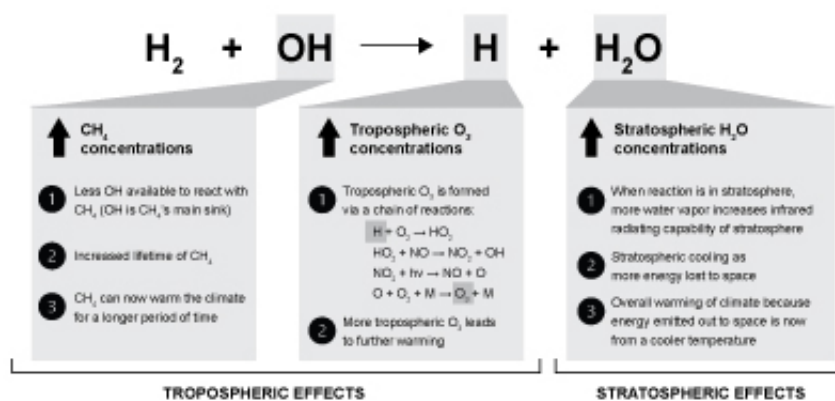 H₂ + OH → H + H₂O
CH₄
concentrations
1 Less OH available to react with
CH₄ (OH is CH₄'s main sink)
2 Increased lifetime of CH₄
3 CH₄ can now warm the climate
for a longer period of time
Tropospheric O₃
concentrations
1 Tropospheric O₃ is formed
via a chain of reactions:
H + O₂ → HO₂
HO₂ + NO → NO₂ + OH
NO₂ + hv → NO + O
O + O₂ + M → O₃ + M
2 More tropospheric O₃ leads
to further warming
Stratospheric H₂O
concentrations
1 When reaction is in stratosphere,
more water vapor increases infrared
radiating capability of stratosphere
2 Stratospheric cooling as
more energy lost to space
3 Overall warming of climate because
energy emitted out to space is now
from a cooler temperature
TROPOSPHERIC EFFECTS
STRATOSPHERIC EFFECTS